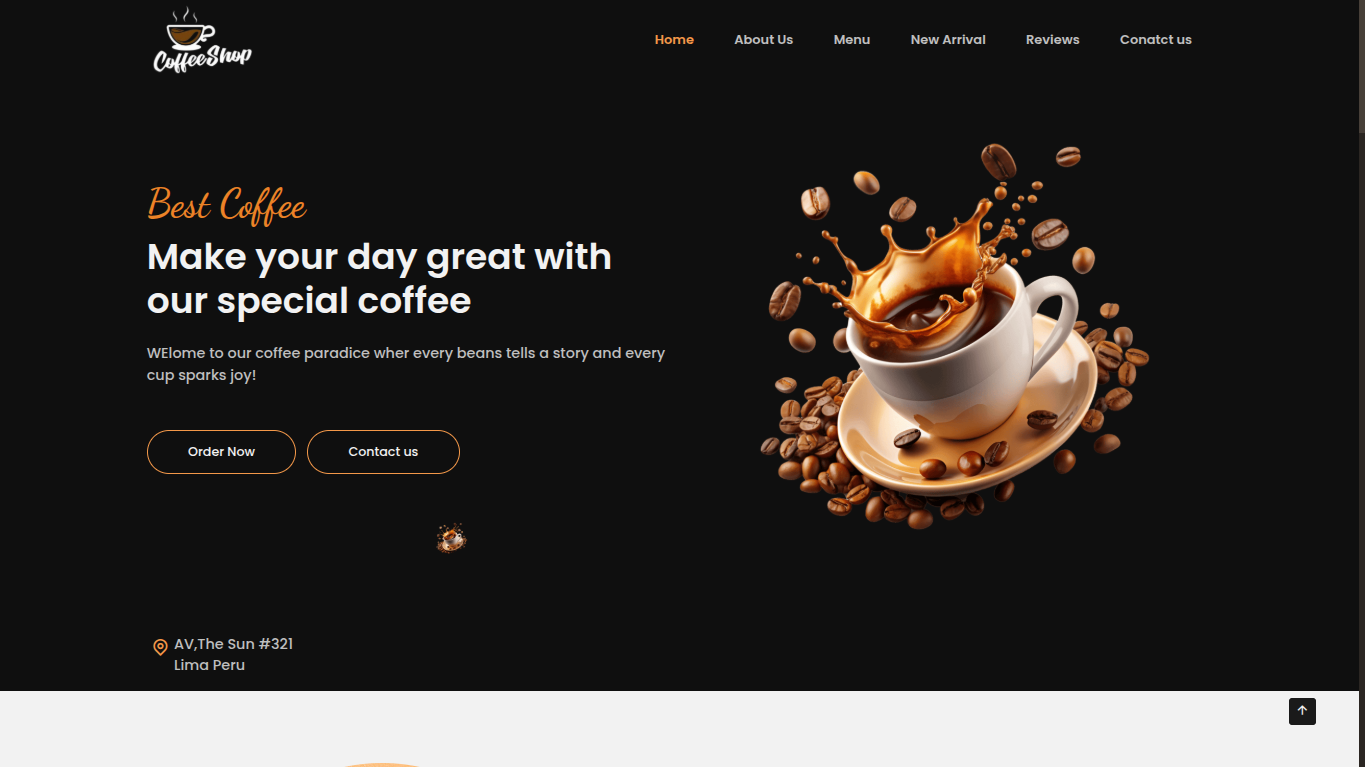 CoffeeShop
Home About Us Menu New Arrival Reviews Conatct us
Best Coffee
Make your day great with
our special coffee
WElome to our coffee paradice wher every beans tells a story and every
cup sparks joy!
Order Now Contact us
AV,The Sun #321
Lima Peru